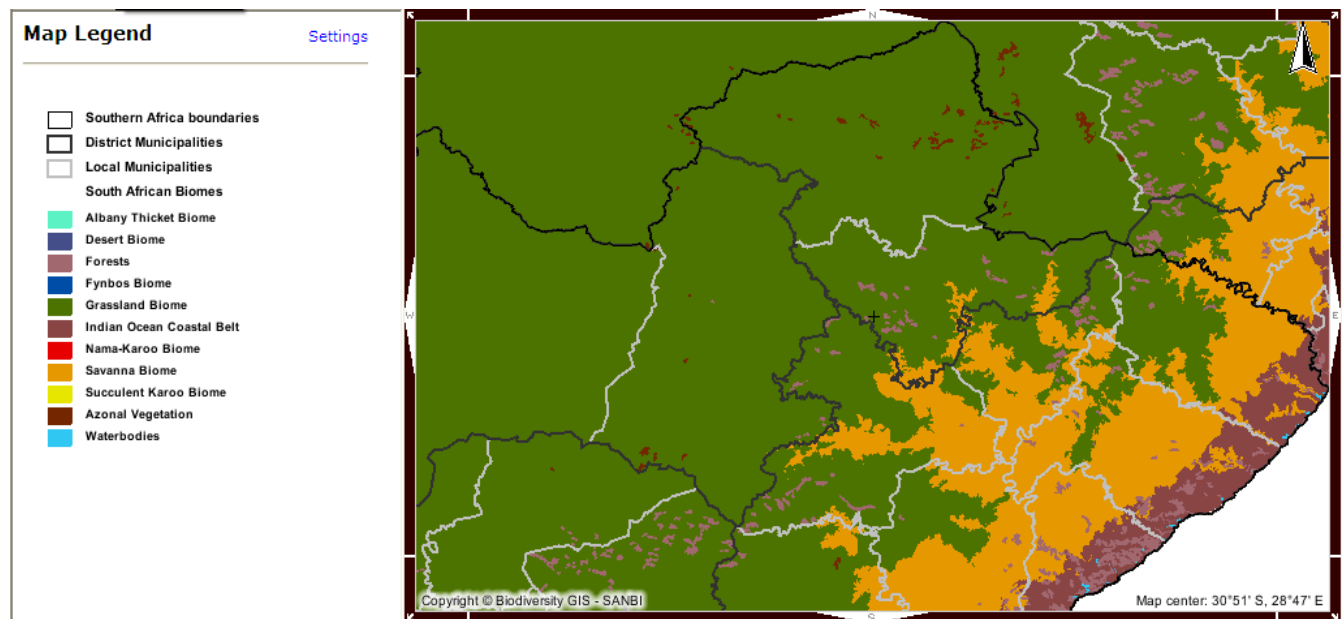 Map Legend
Settings
Southern Africa boundaries
District Municipalities
Local Municipalities
South African Biomes
Albany Thicket Biome
Desert Biome
Forests
Fynbos Biome
Grassland Biome
Indian Ocean Coastal Belt
Nama-Karoo Biome
Savanna Biome
Succulent Karoo Biome
Azonal Vegetation
Waterbodies
N
W
E
S
Copyright © Biodiversity GIS - SANBI
Map center: 30°51' S, 28°47' E